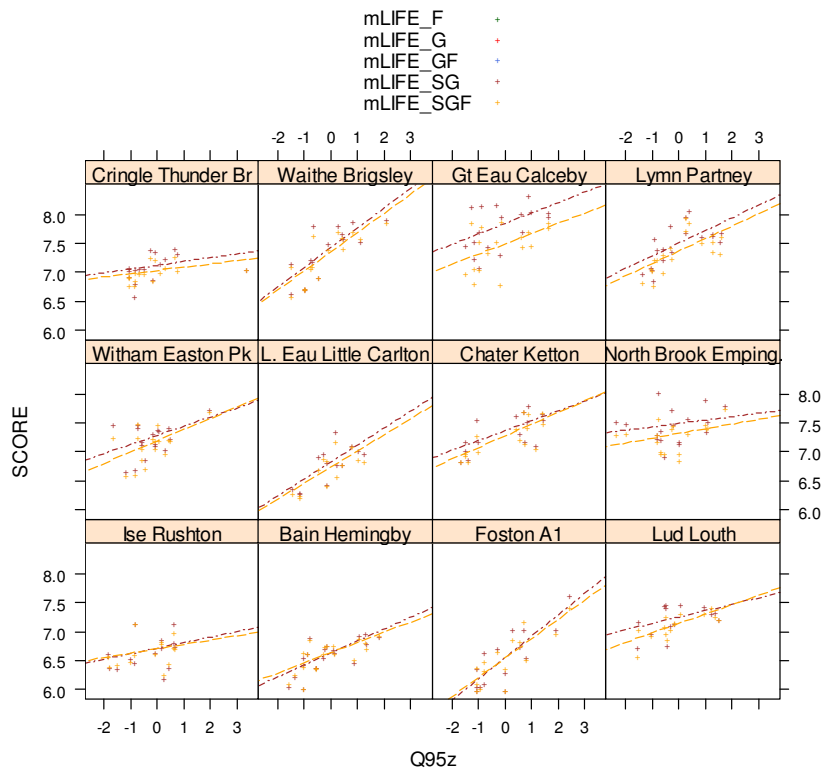 mLIFE_F
mLIFE_G
mLIFE_GF
mLIFE_SG
mLIFE_SGF
-2 -1 0 1 2 3 -2 -1 0 1 2 3
Cringle Thunder Br Waithe Brigsley Gt Eau Calceby Lymn Partney
8.0
7.5
7.0
6.5
6.0
Witham Easton Pk L. Eau Little Carlton Chater Ketton North Brook Emping.
8.0
7.5
7.0
6.5
6.0
SCORE
Ise Rushton Bain Hemingby Foston A1 Lud Louth
8.0
7.5
7.0
6.5
6.0
-2 -1 0 1 2 3 -2 -1 0 1 2 3
Q95z